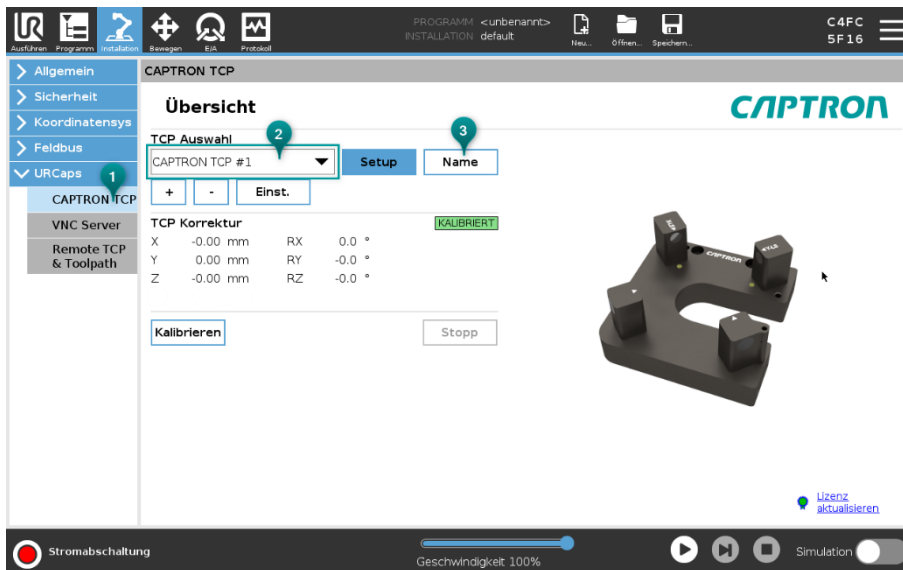 PROGRAMM <unbenannt>
INSTALLATION default
C4FC
5F16
Ausführen Programm Installation Bewegen E/A Protokoll Neu... Öffnen... Speichern...
Allgemein
Sicherheit
Koordinatensys
Feldbus
URCaps
1
CAPTRON TCP
VNC Server
Remote TCP
& Toolpath
CAPTRON TCP
Übersicht
CAPTRON
TCP Auswahl
2
3
CAPTRON TCP #1
Setup
Name
+ - Einst.
TCP Korrektur KALIBRIERT
X -0.00 mm RX 0.0 °
Y 0.00 mm RY -0.0 °
Z -0.00 mm RZ -0.0 °
Kalibrieren Stopp
CAPTRON
Lizenz
aktualisieren
Stromabschaltung
Geschwindigkeit 100%
Simulation